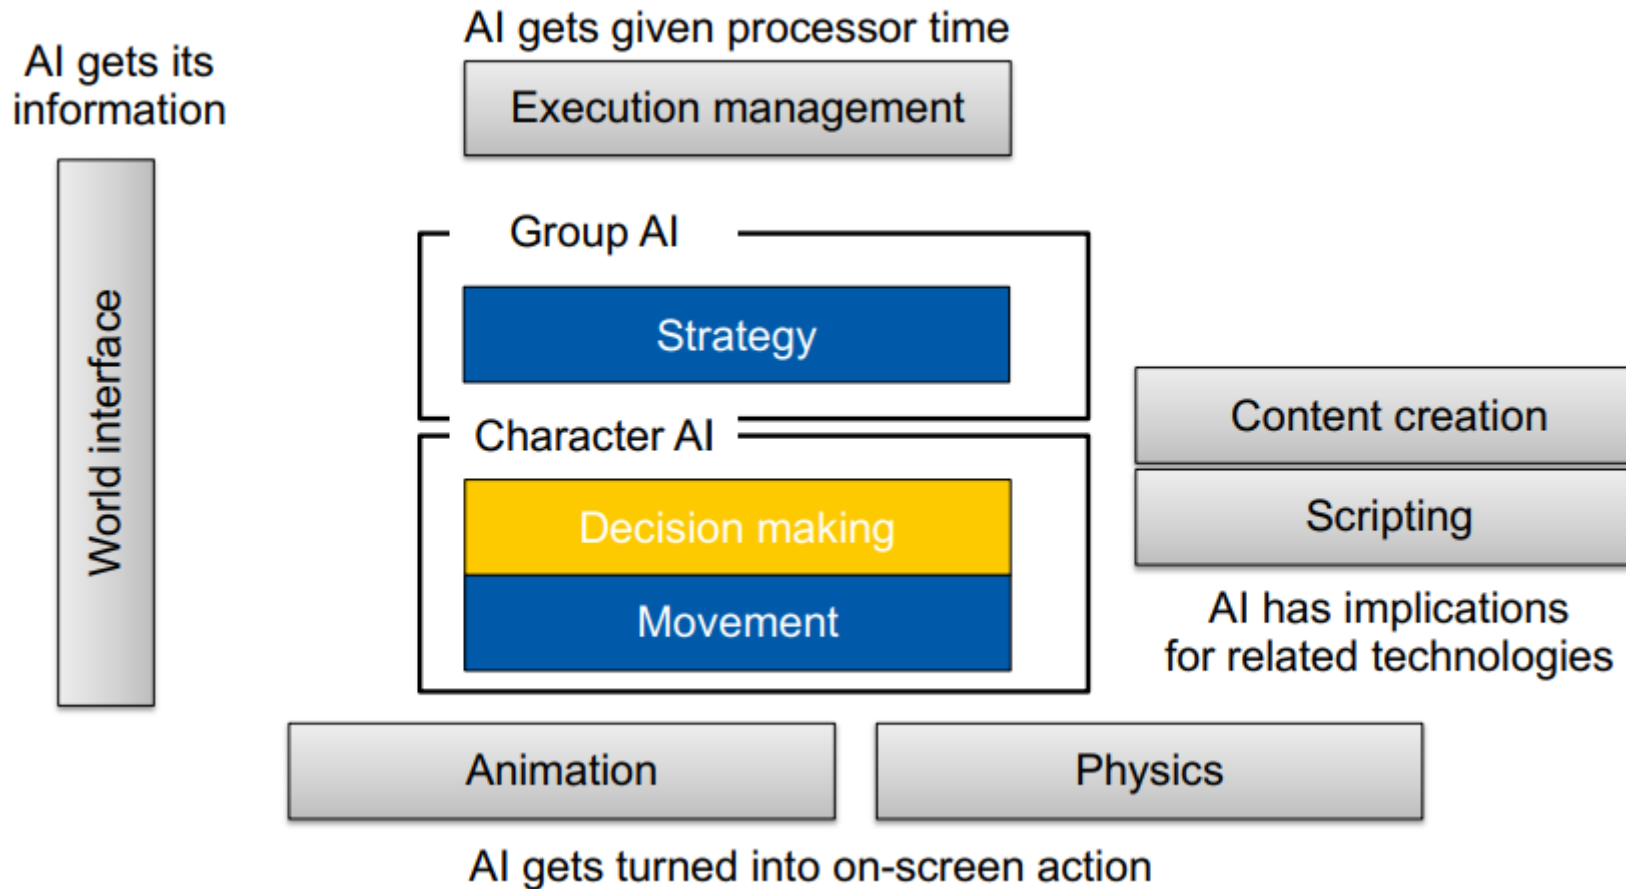 AI gets given processor time
AI gets its
information
Execution management
World interface
Group AI
Strategy
Character AI
Decision making
Movement
Content creation
Scripting
AI has implications
for related technologies
Animation
Physics
AI gets turned into on-screen action